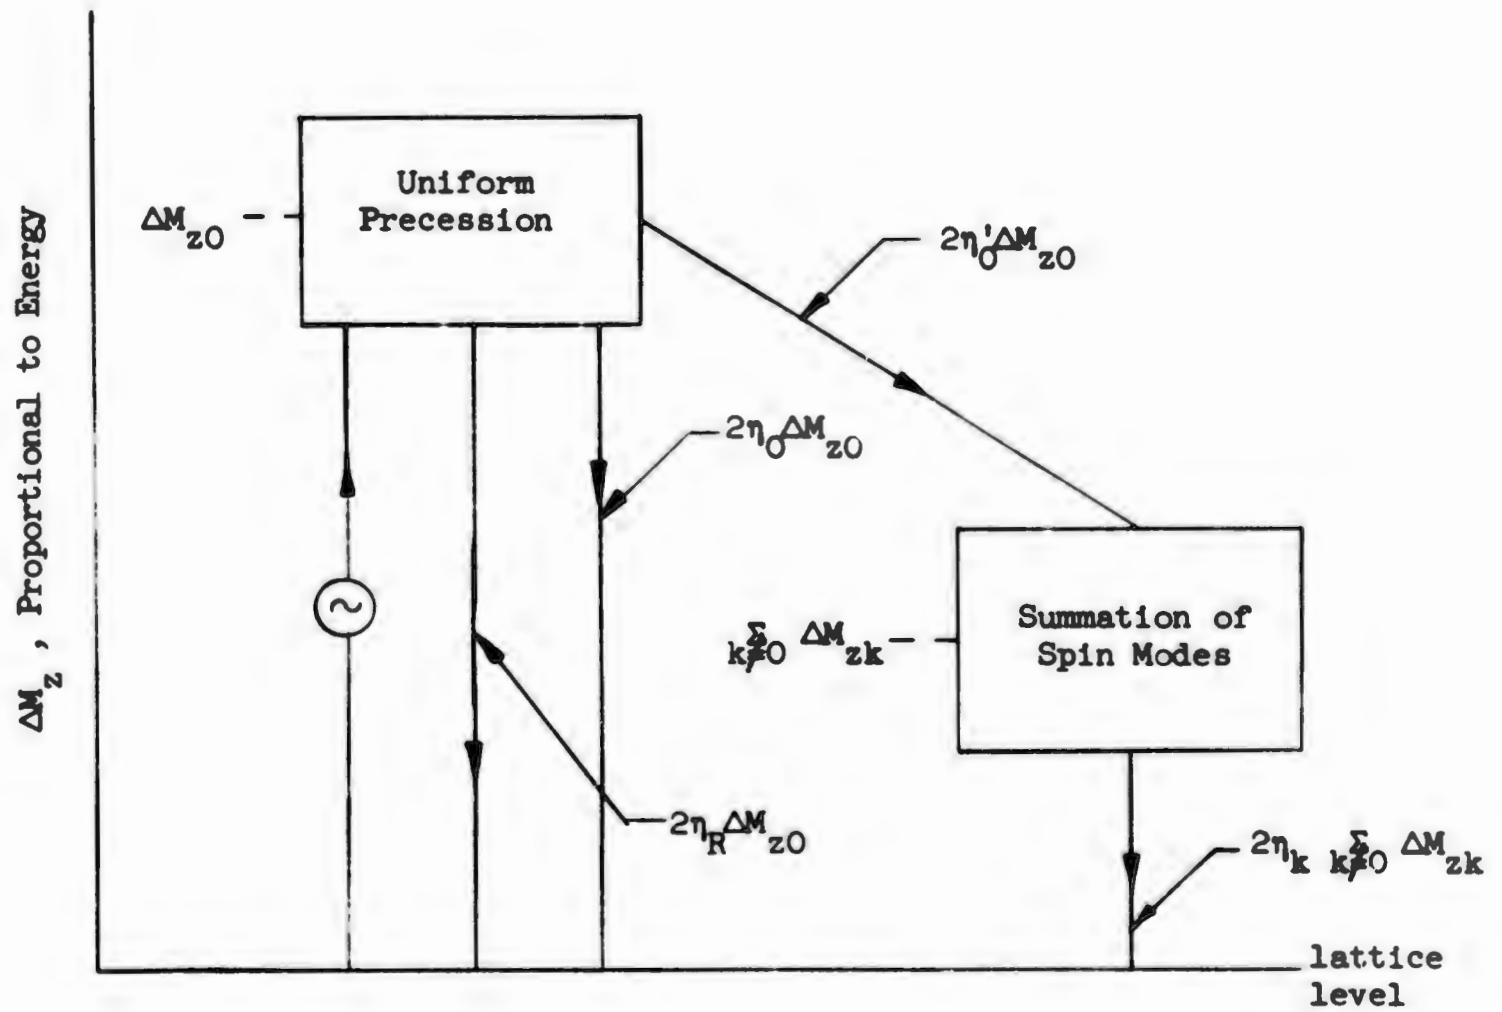 ΔM_z, Proportional to Energy
Uniform
Precession
ΔM_z0
2η_0'ΔM_z0
2η_0ΔM_z0
Σ_k≠0 ΔM_zk
Summation of
Spin Modes
2η_RΔM_z0
2η_k Σ_k≠0 ΔM_zk
lattice
level